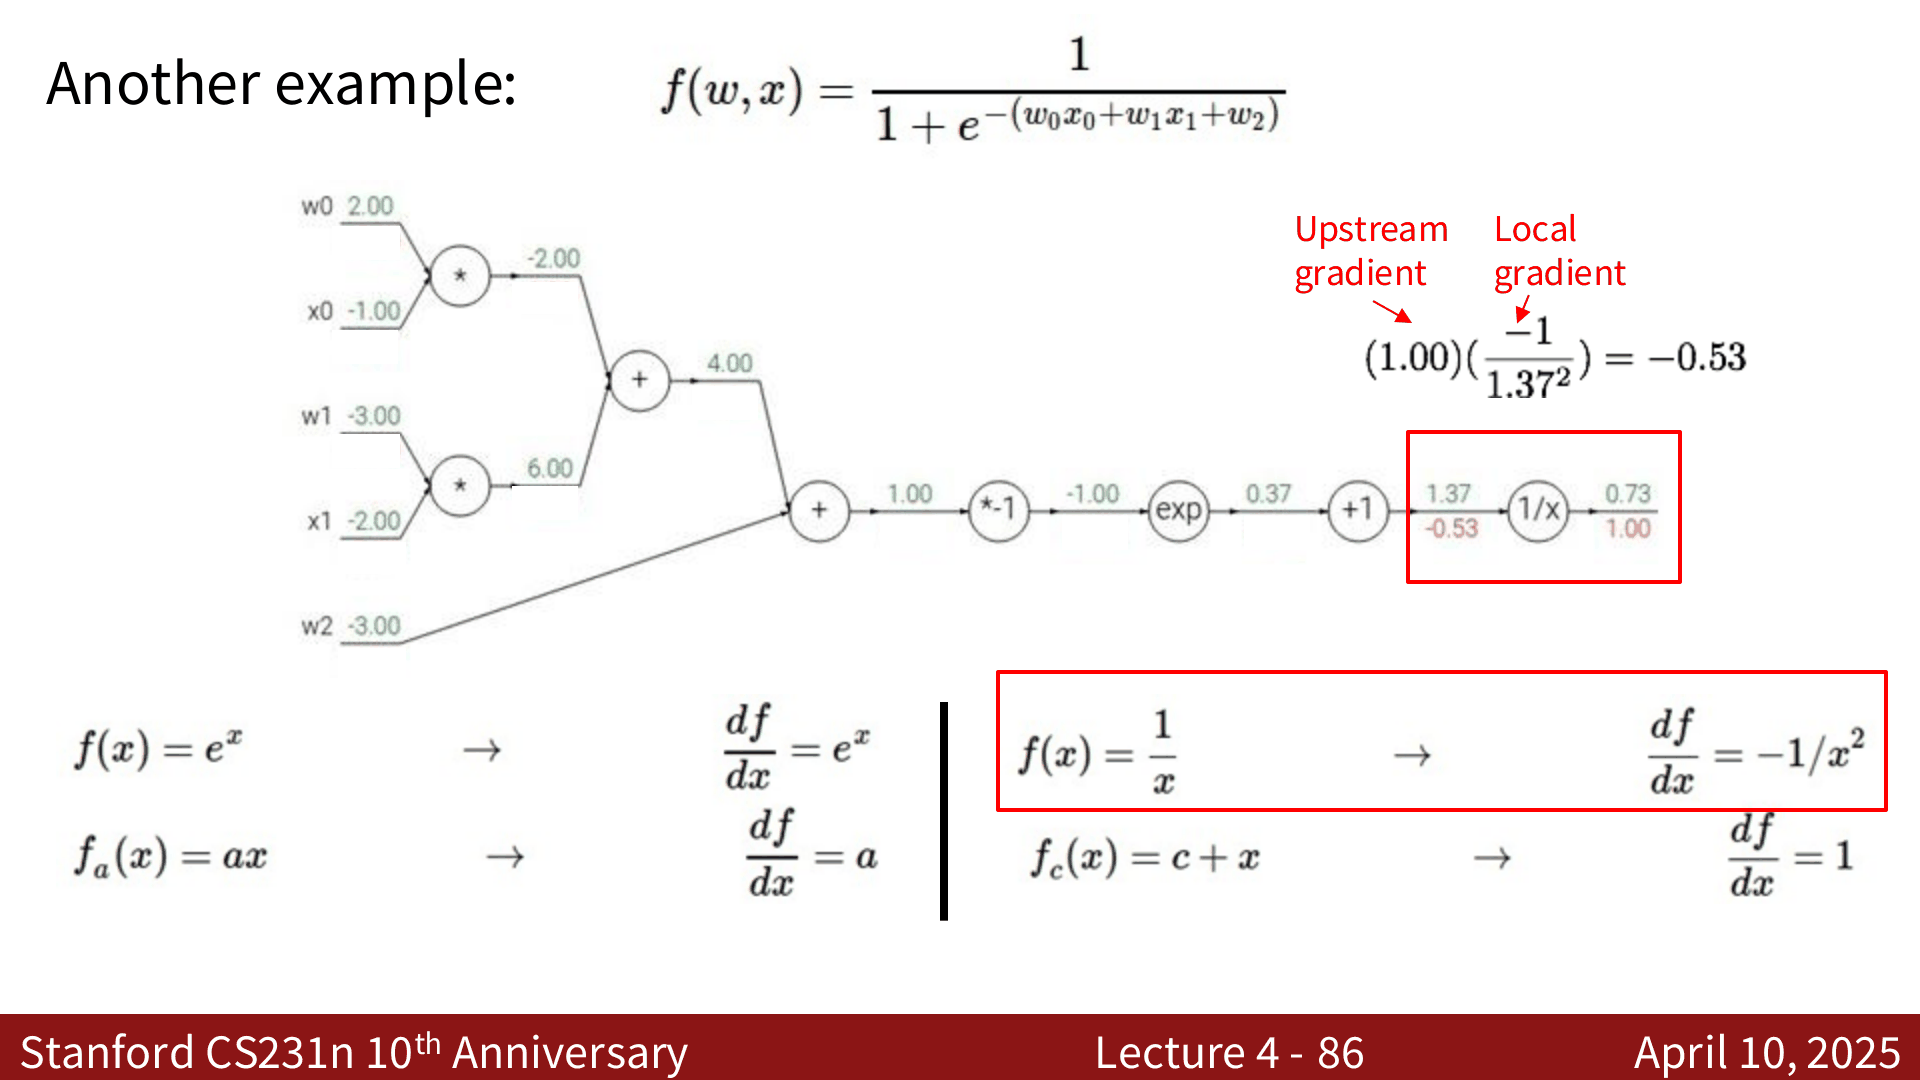 Another example:
f(w, x) = 1 / (1 + e^−(w₀x₀+w₁x₁+w₂))
w0 2.00
x0 -1.00
*
-2.00
w1 -3.00
x1 -2.00
*
6.00
+
4.00
w2 -3.00
+
1.00
*-1
-1.00
exp
0.37
+1
1.37
-0.53
1/x
0.73
1.00
Upstream gradient
Local gradient
(1.00)(−1/1.37²) = −0.53
f(x) = eˣ → df/dx = eˣ
f(x) = 1/x → df/dx = −1/x²
fₐ(x) = ax → df/dx = a
f_c(x) = c + x → df/dx = 1
Stanford CS231n 10th Anniversary
Lecture 4 - 86
April 10, 2025